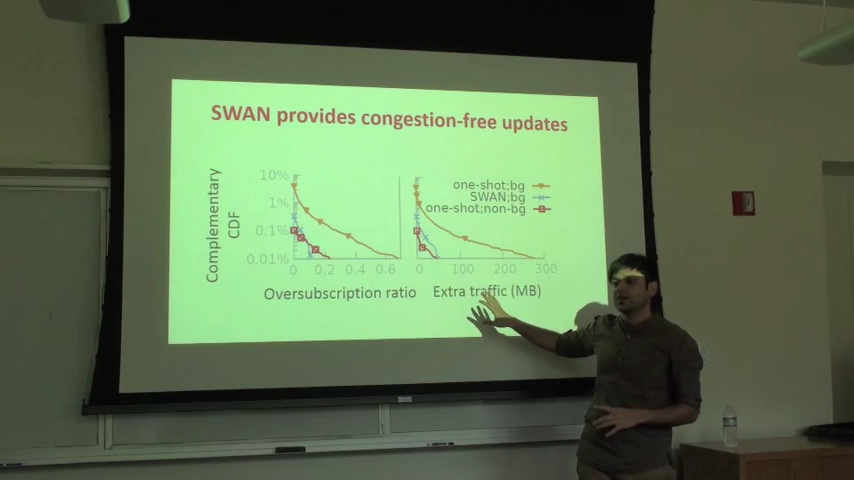 SWAN provides congestion-free updates
Complementary
CDF
10%
1%
0.1%
0.01%
0 0.2 0.4 0.6
Oversubscription ratio
one-shot;bg
SWAN;bg
one-shot;non-bg
0 100 200 300
Extra traffic (MB)